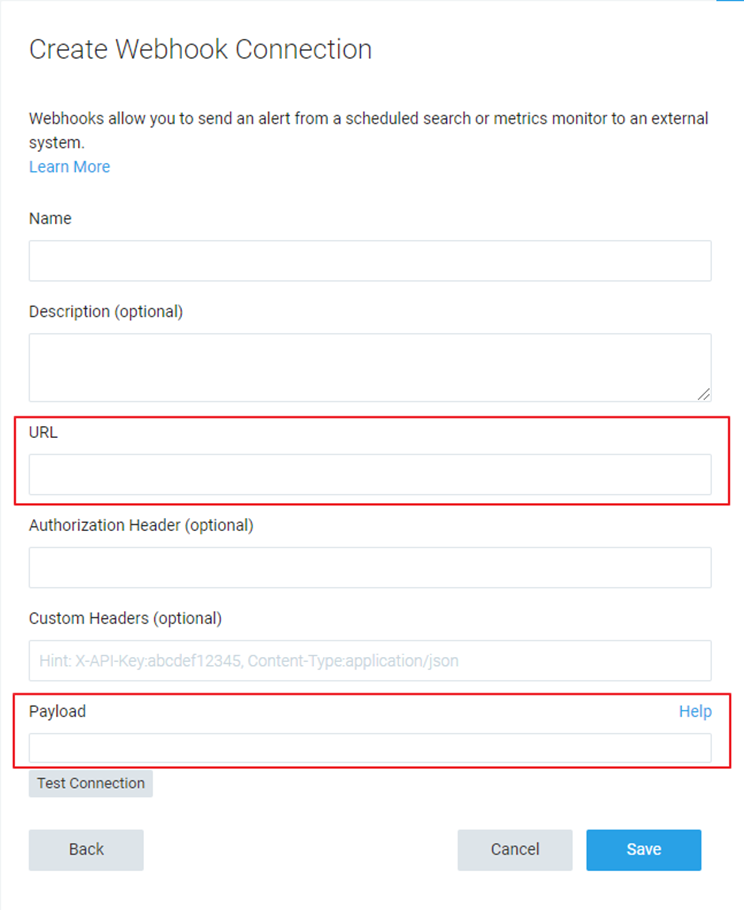 Create Webhook Connection
Webhooks allow you to send an alert from a scheduled search or metrics monitor to an external
system.
Learn More
Name
Description (optional)
URL
Authorization Header (optional)
Custom Headers (optional)
Hint: X-API-Key:abcdef12345, Content-Type:application/json
Payload Help
Test Connection
Back Cancel Save